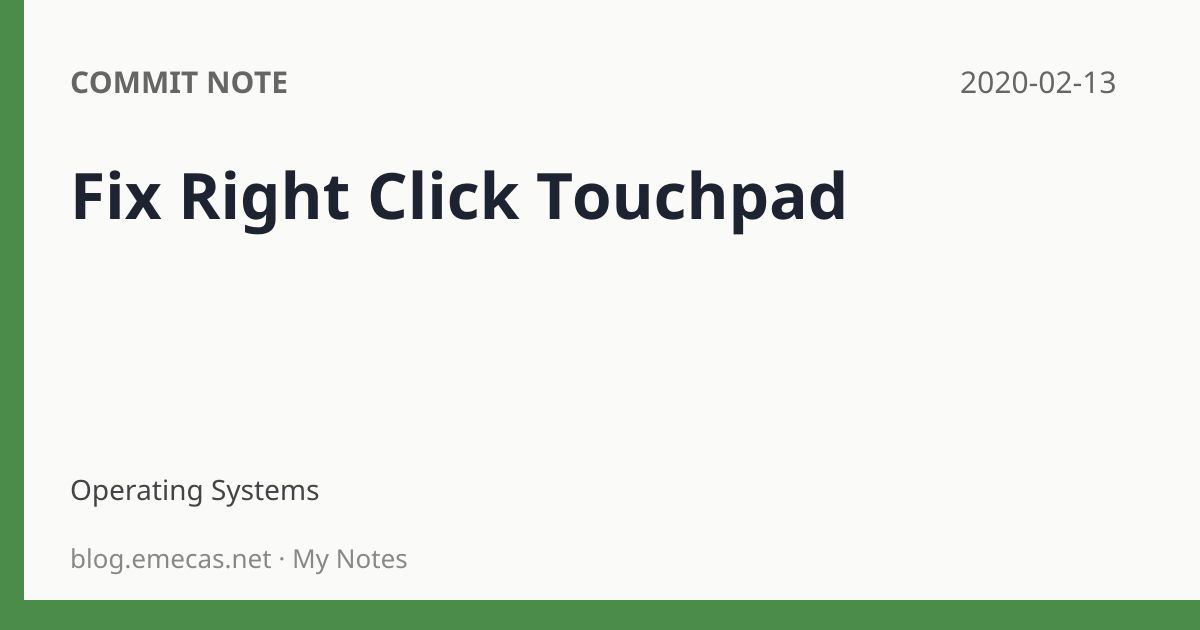 COMMIT NOTE
2020-02-13
Fix Right Click Touchpad
Operating Systems
blog.emecas.net · My Notes